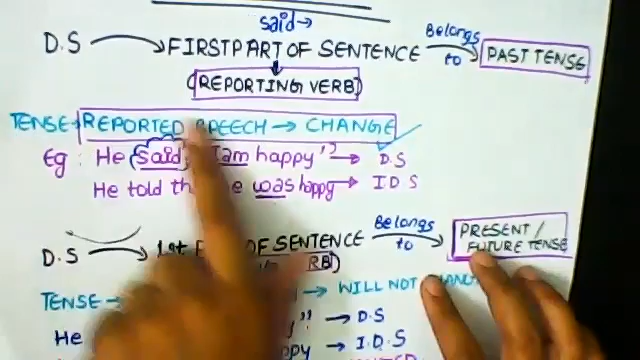 said→
D.S → FIRST PART OF SENTENCE Belongs to → PAST TENSE
(REPORTING VERB)
TENSE → REPORTED SPEECH → CHANGE
Eg : He said, "I am happy" → D.S
He told he was happy → I.D.S
D.S → 1st OF SENTENCE Belongs to → PRESENT / FUTURE TENSE
TENSE → → WILL NOT
He → D.S
He → I.D.S